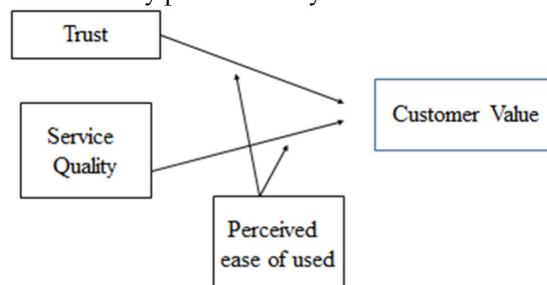 Trust
Customer Value
Service
Quality
Perceived
ease of used